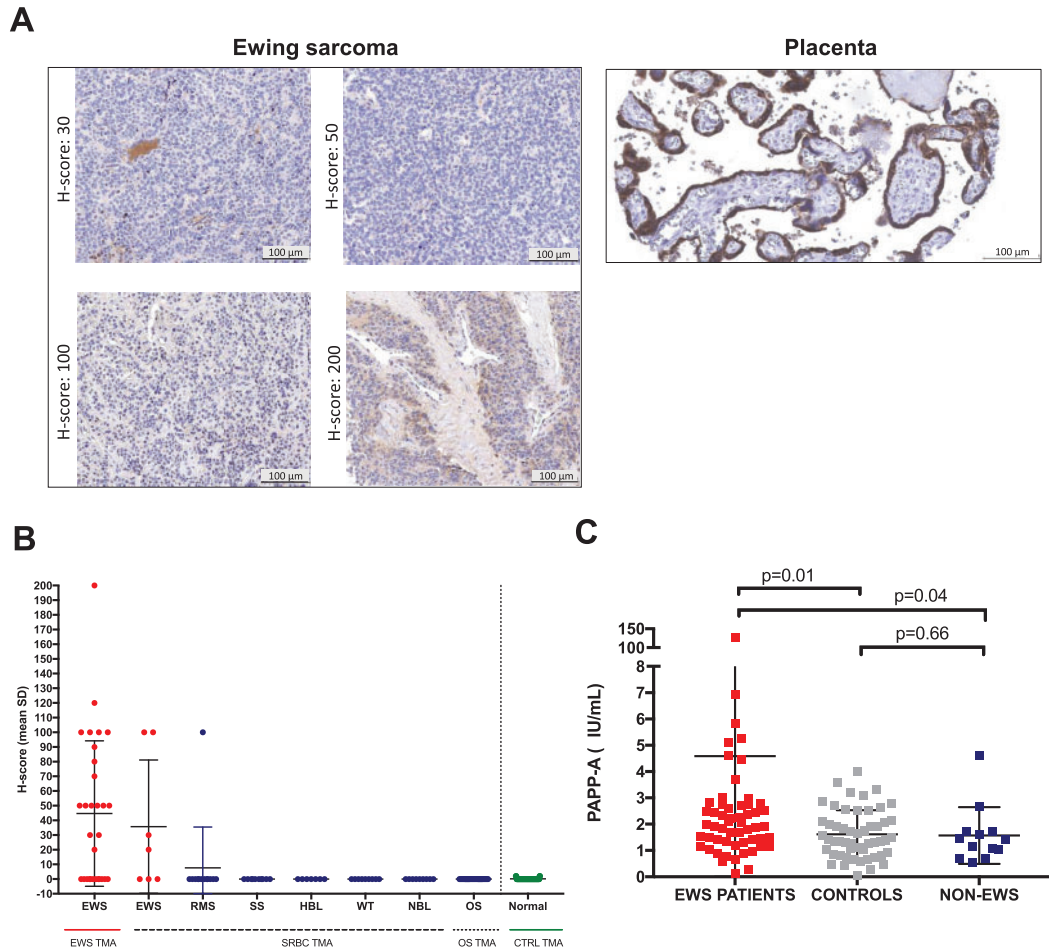 A
Ewing sarcoma
Placenta
H-score: 30
100 µm
H-score: 50
100 µm
100 µm
H-score: 100
100 µm
H-score: 200
100 µm
B
H-score (mean SD)
200
190
180
170
160
150
140
130
120
110
100
90
80
70
60
50
40
30
20
10
0
-10
EWS EWS RMS SS HBL WT NBL OS Normal
EWS TMA SRBC TMA OS TMA CTRL TMA
C
p=0.01
p=0.04
p=0.66
PAPP-A ( IU/mL)
150
100
8
7
6
5
4
3
2
1
0
EWS PATIENTS CONTROLS NON-EWS